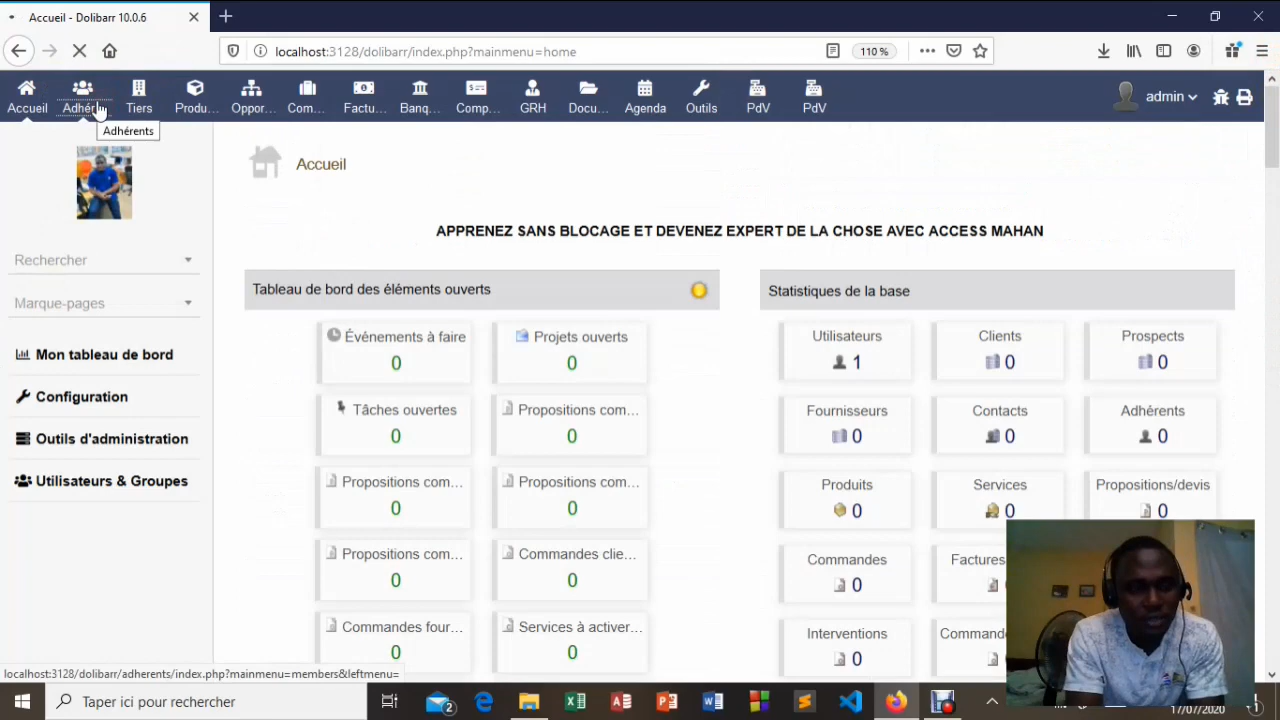 Accueil - Dolibarr 10.0.6
localhost:3128/dolibarr/index.php?mainmenu=home
110 %
Accueil
Adhér...
Tiers
Produ...
Oppor...
Com...
Factu...
Banq...
Comp...
GRH
Docu...
Agenda
Outils
PdV
PdV
admin
Adhérents
Accueil
Rechercher
Marque-pages
Mon tableau de bord
Configuration
Outils d'administration
Utilisateurs & Groupes
APPRENEZ SANS BLOCAGE ET DEVENEZ EXPERT DE LA CHOSE AVEC ACCESS MAHAN
Tableau de bord des éléments ouverts
Événements à faire
0
Projets ouverts
0
Tâches ouvertes
0
Propositions com...
0
Propositions com...
0
Propositions com...
0
Propositions com...
0
Commandes clie...
0
Commandes four...
0
Services à activer...
0
Statistiques de la base
Utilisateurs
1
Clients
0
Prospects
0
Fournisseurs
0
Contacts
0
Adhérents
0
Produits
0
Services
0
Propositions/devis
0
Commandes
0
Factures
Interventions
0
Command
localhost:3128/dolibarr/adherents/index.php?mainmenu=members&leftmenu=
Taper ici pour rechercher
2
17/07/2020
1